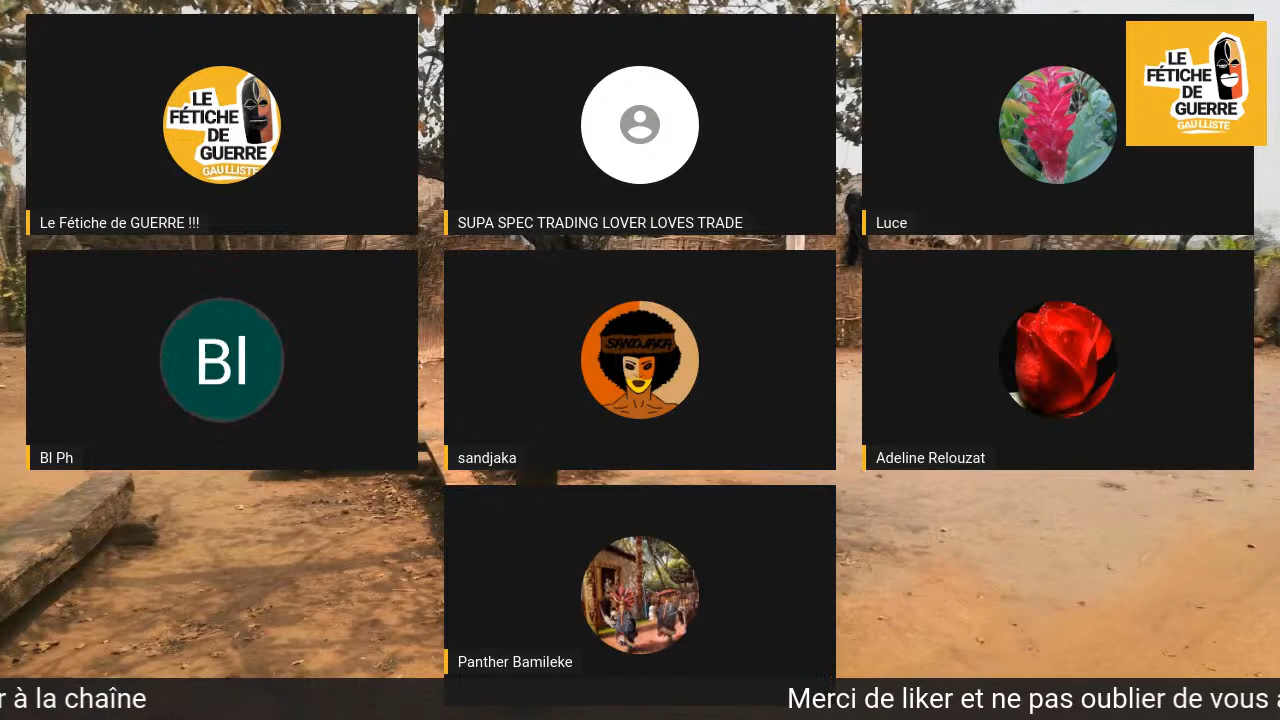 LE
FÉTICHE
DE
GUERRE
GAULLISTE
Le Fétiche de GUERRE !!!
SUPA SPEC TRADING LOVER LOVES TRADE
LE
FÉTICHE
DE
GUERRE
GAULLISTE
Luce
Bl
Bl Ph
SANDJAKA
sandjaka
Adeline Relouzat
Panther Bamileke
r à la chaîne
Merci de liker et ne pas oublier de vous a